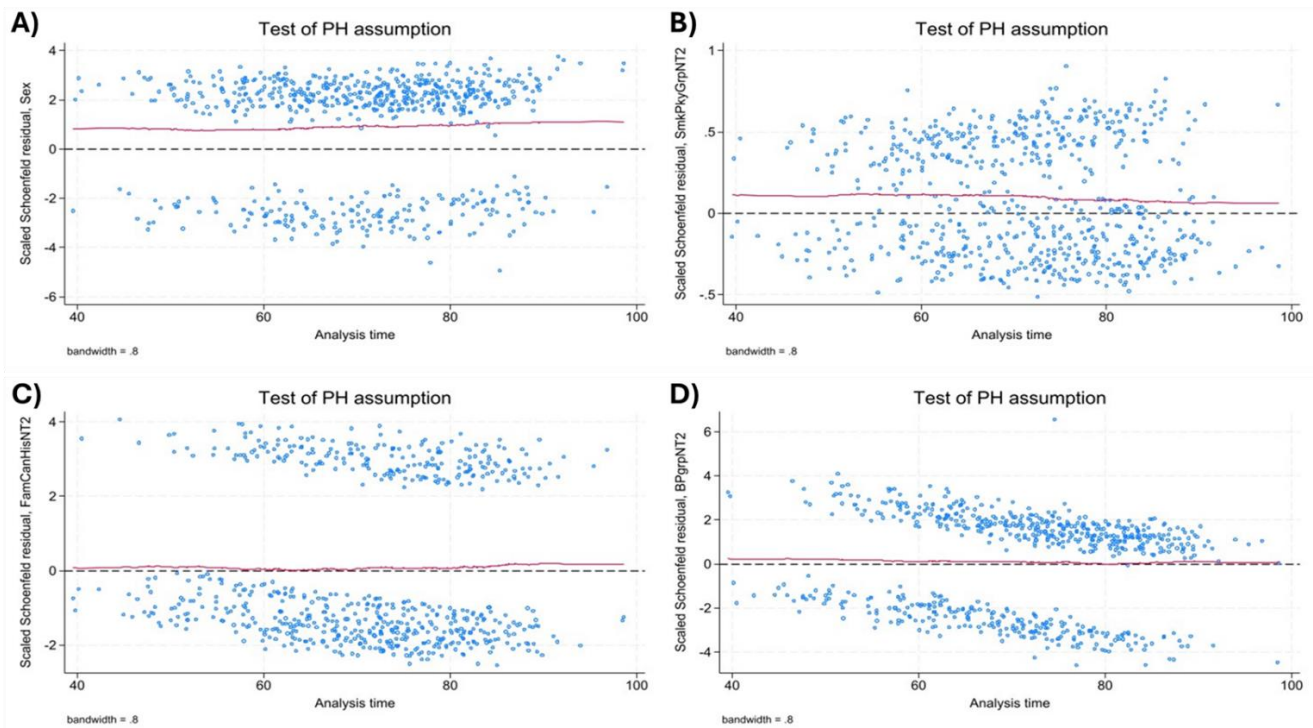 A)
Test of PH assumption
Scaled Schoenfeld residual, Sex
4
2
0
-2
-4
-6
40
60
80
100
Analysis time
bandwidth = .8
B)
Test of PH assumption
Scaled Schoenfeld residual, SmkPkyGrpNT2
1
.5
0
-.5
40
60
80
100
Analysis time
bandwidth = .8
C)
Test of PH assumption
Scaled Schoenfeld residual, FamCanHisNT2
4
2
0
-2
40
60
80
100
Analysis time
bandwidth = .8
D)
Test of PH assumption
Scaled Schoenfeld residual, BPgrpNT2
6
4
2
0
-2
-4
40
60
80
100
Analysis time
bandwidth = .8